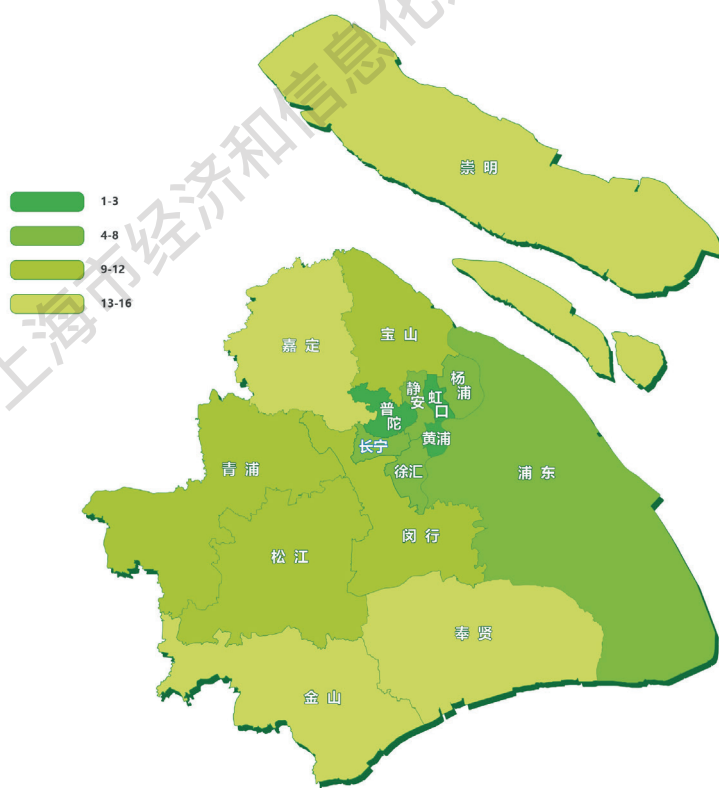 上海市经济和信息化
崇明
1-3
4-8
9-12
13-16
嘉定
宝山
杨浦
静安
虹口
普陀
黄浦
长宁
徐汇
青浦
浦东
闵行
松江
奉贤
金山